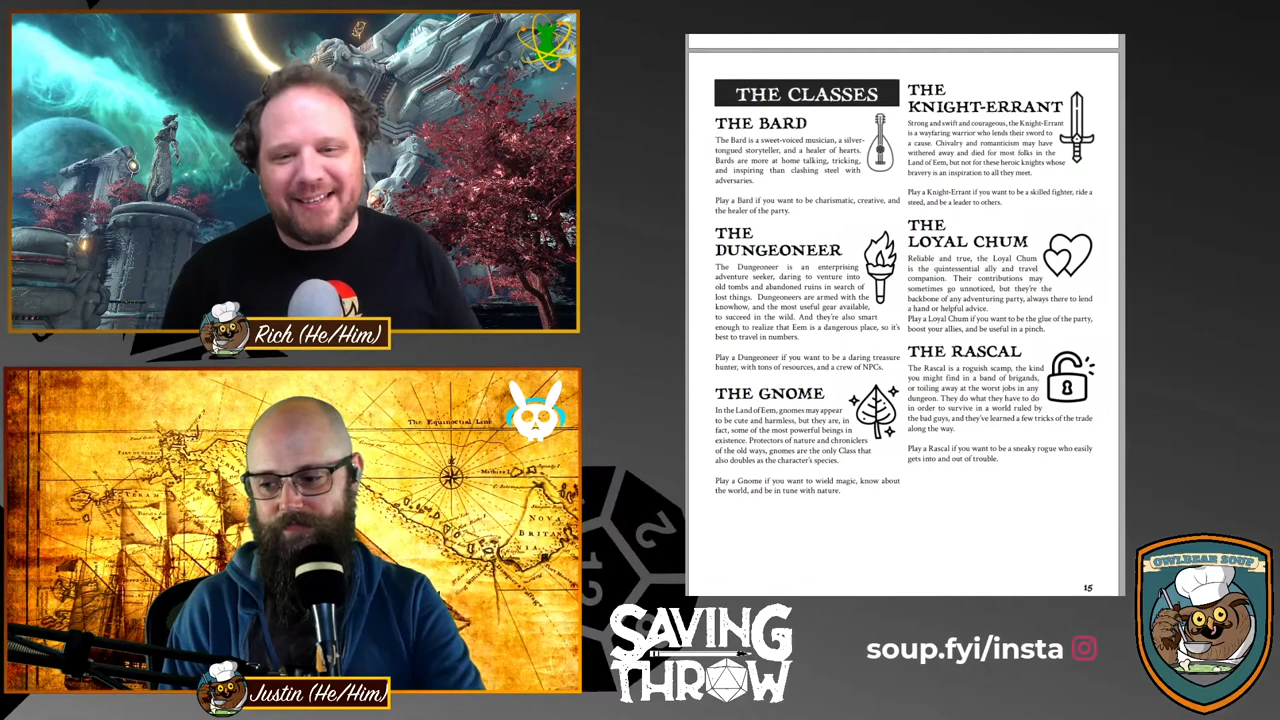 Rich (He/Him)
The Equinoctial Line
BRITAN
Justin (He/Him)
THE CLASSES
THE BARD
The Bard is a sweet-voiced musician, a silver-
tongued storyteller, and a healer of hearts.
Bards are more at home talking, tricking,
and inspiring than clashing steel with
adversaries.
Play a Bard if you want to be charismatic, creative, and
the healer of the party.
THE
DUNGEONEER
The Dungeoneer is an enterprising
adventure seeker, daring to venture into
old tombs and abandoned ruins in search of
lost things. Dungeoneers are armed with the
knowhow, and the most useful gear available,
to succeed in the wild. And they're also smart
enough to realize that Eem is a dangerous place, so it's
best to travel in numbers.
Play a Dungeoneer if you want to be a daring treasure
hunter, with tons of resources, and a crew of NPCs.
THE GNOME
In the Land of Eem, gnomes may appear
to be cute and harmless, but they are, in
fact, some of the most powerful beings in
existence. Protectors of nature and chroniclers
of the old ways, gnomes are the only Class that
also doubles as the character's species.
Play a Gnome if you want to wield magic, know about
the world, and be in tune with nature.
THE
KNIGHT-ERRANT
Strong and swift and courageous, the Knight-Errant
is a wayfaring warrior who lends their sword to
a cause. Chivalry and romanticism may have
withered away and died for most folks in the
Land of Eem, but not for these heroic knights whose
bravery is an inspiration to all they meet.
Play a Knight-Errant if you want to be a skilled fighter, ride a
steed, and be a leader to others.
THE
LOYAL CHUM
Reliable and true, the Loyal Chum
is the quintessential ally and travel
companion. Their contributions may
sometimes go unnoticed, but they're the
backbone of any adventuring party, always there to lend
a hand or helpful advice.
Play a Loyal Chum if you want to be the glue of the party,
boost your allies, and be useful in a pinch.
THE RASCAL
The Rascal is a roguish scamp, the kind
you might find in a band of brigands,
or toiling away at the worst jobs in any
dungeon. They do what they have to do
in order to survive in a world ruled by
the bad guys, and they've learned a few tricks of the trade
along the way.
Play a Rascal if you want to be a sneaky rogue who easily
gets into and out of trouble.
15
2
12
SAVING
THROW
soup.fyi/insta
OWLBEAR SOUP